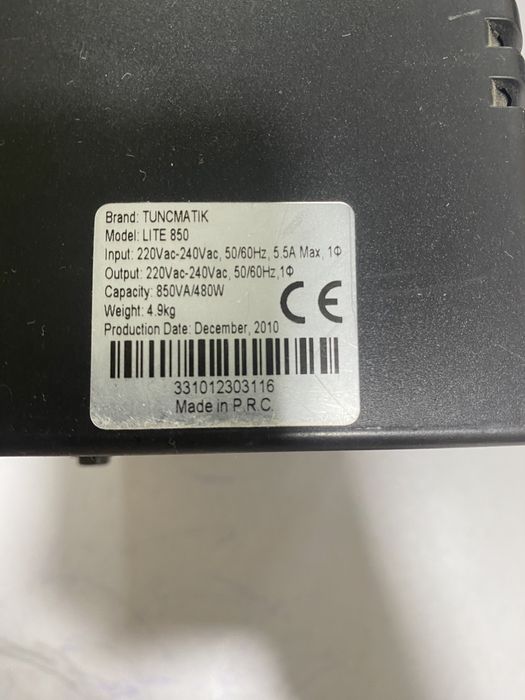 Brand: TUNCMATIK
Model: LITE 850
Input: 220Vac-240Vac, 50/60Hz, 5.5A Max, 1Φ
Output: 220Vac-240Vac, 50/60Hz,1Φ
Capacity: 850VA/480W
Weight: 4.9kg
Production Date: December, 2010
CE
331012303116
Made in P.R.C.